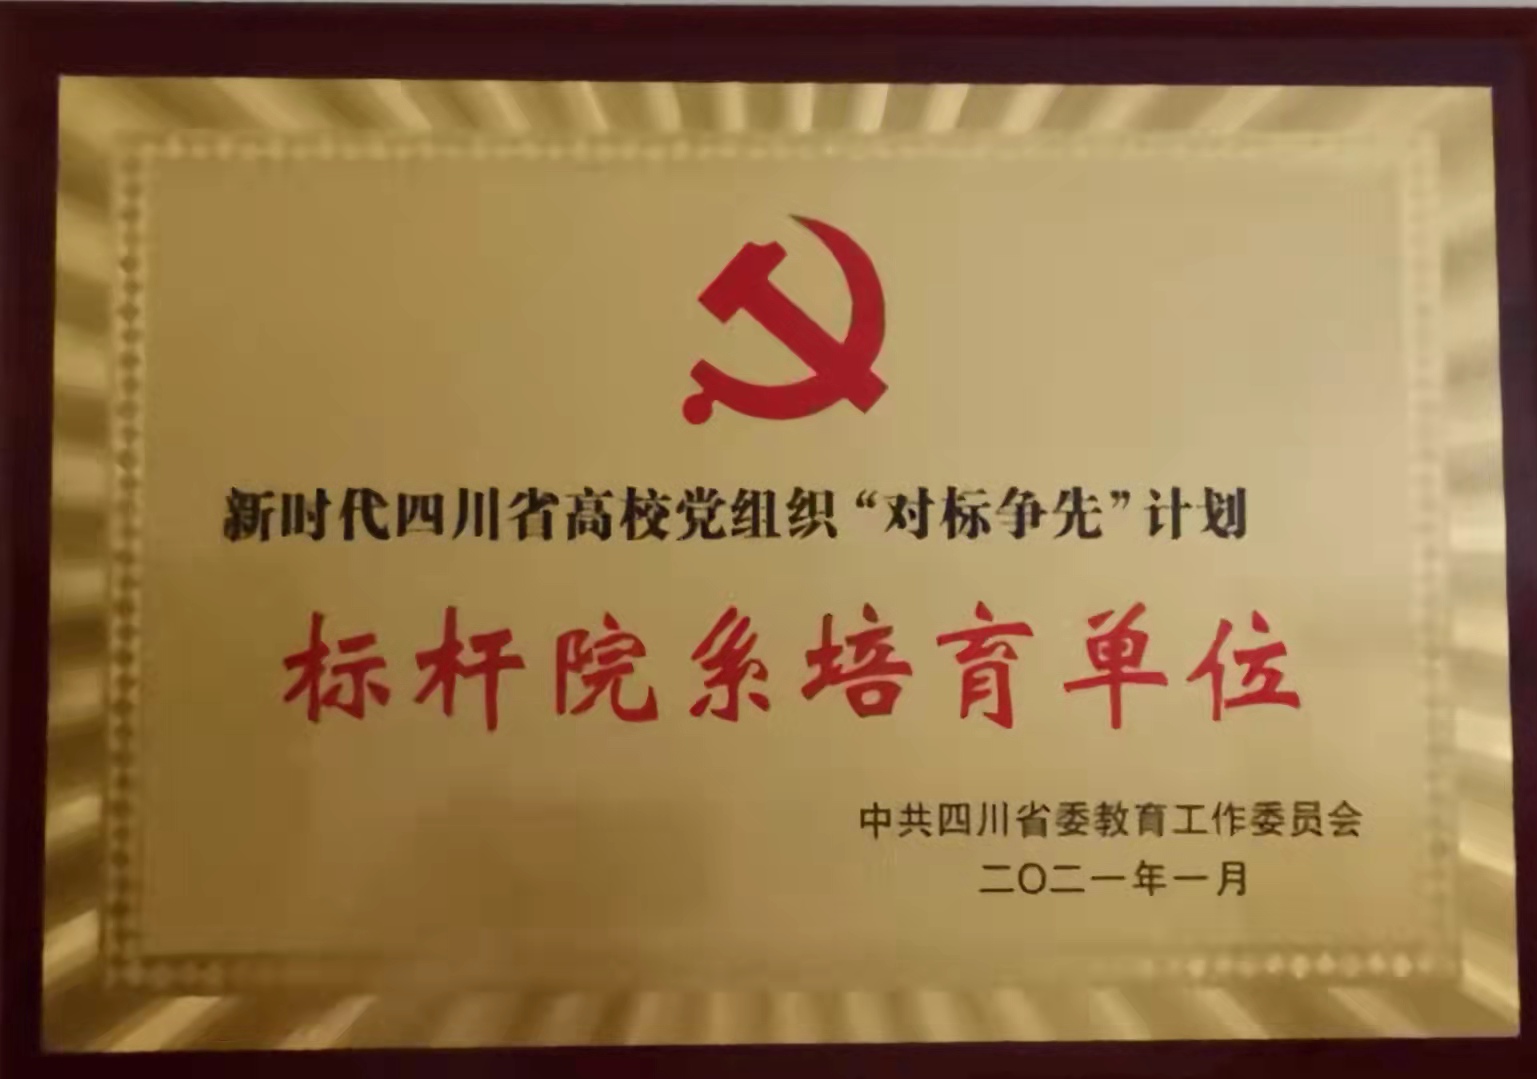 新时代四川省高校党组织“对标争先”计划
标杆院系培育单位
中共四川省委教育工作委员会
二〇二一年一月